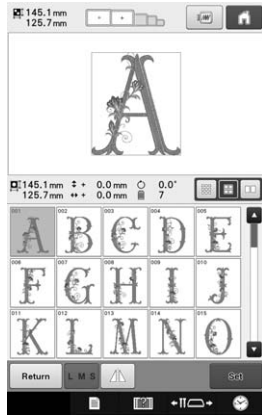 145.1 mm
125.7 mm
A
145.1 mm + 0.0 mm 0.0°
125.7 mm + 0.0 mm 7
001 002 003 004 005
A B C D E
006 007 008 009 010
F G H I J
011 012 013 014 015
K L M N O
Return L M S Set